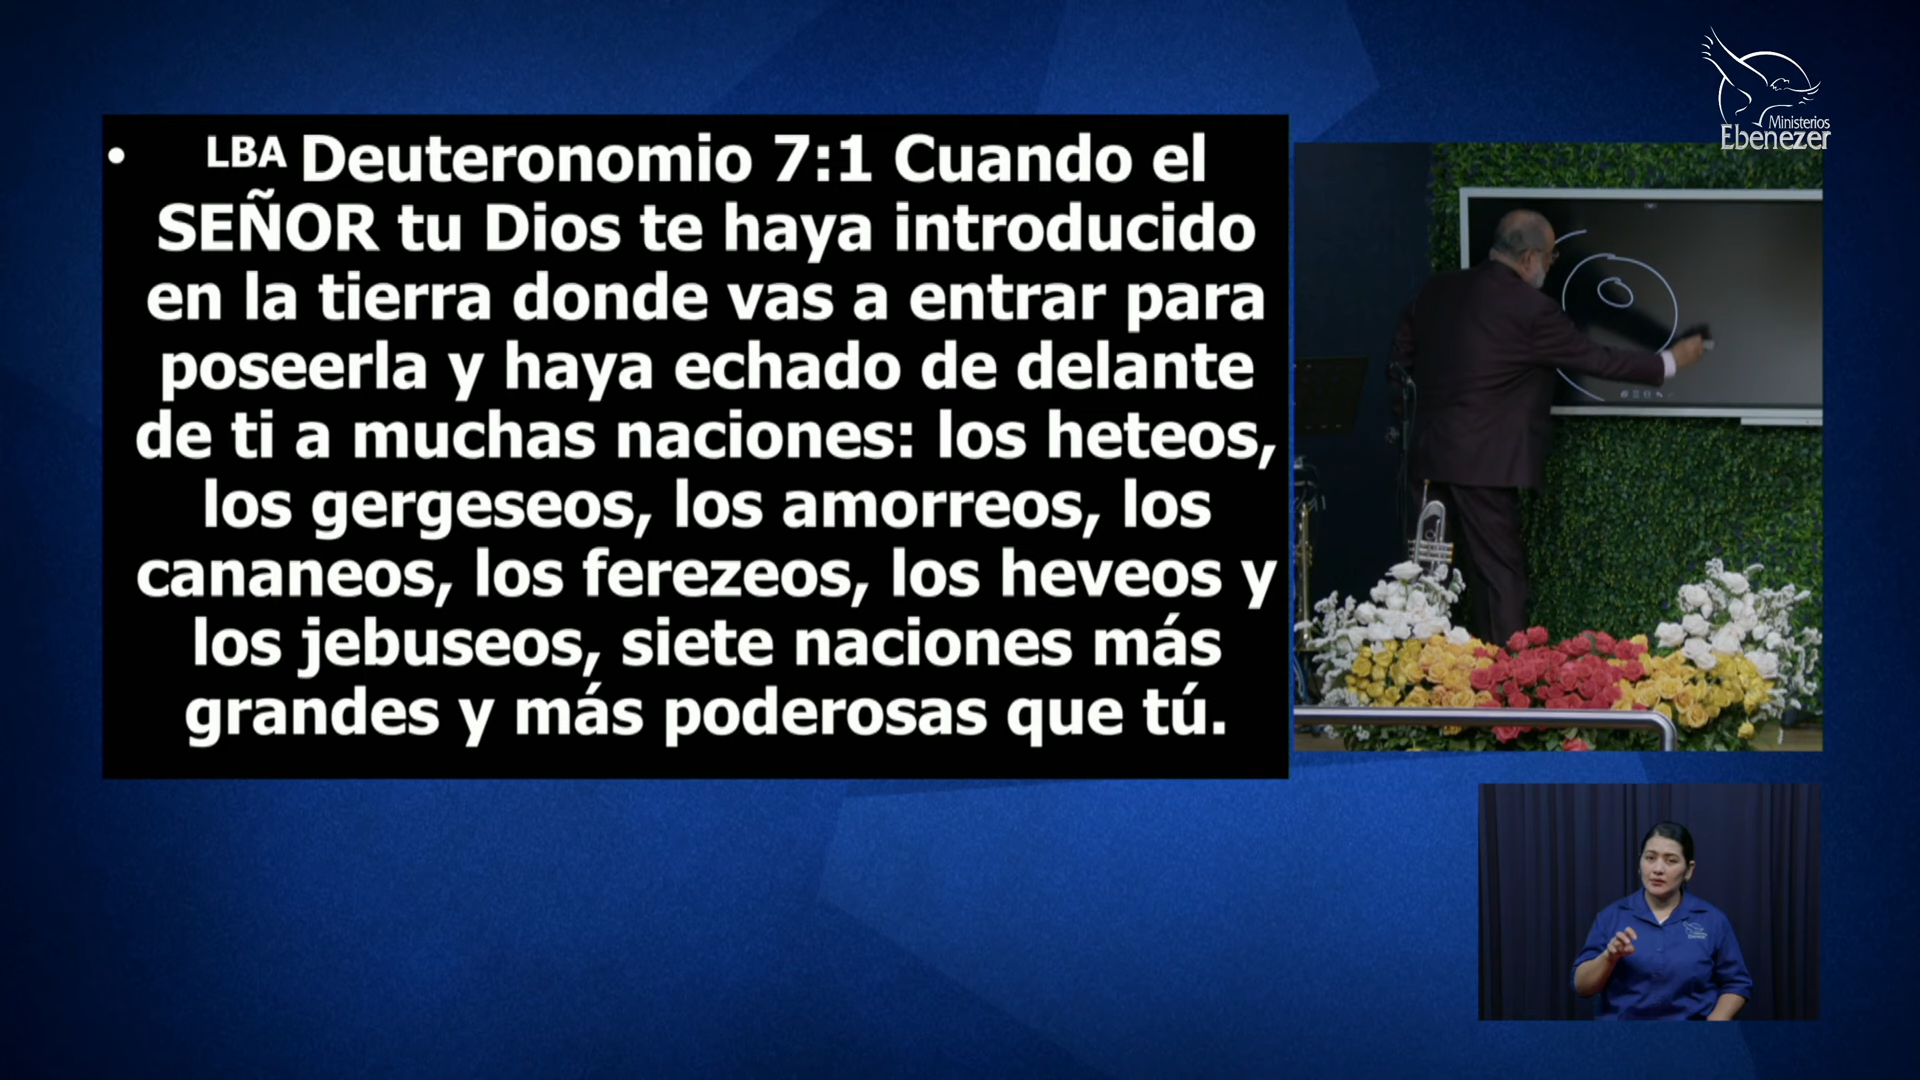 Ministerios
Ebenezer
• LBA Deuteronomio 7:1 Cuando el
SEÑOR tu Dios te haya introducido
en la tierra donde vas a entrar para
poseerla y haya echado de delante
de ti a muchas naciones: los heteos,
los gergeseos, los amorreos, los
cananeos, los ferezeos, los heveos y
los jebuseos, siete naciones más
grandes y más poderosas que tú.